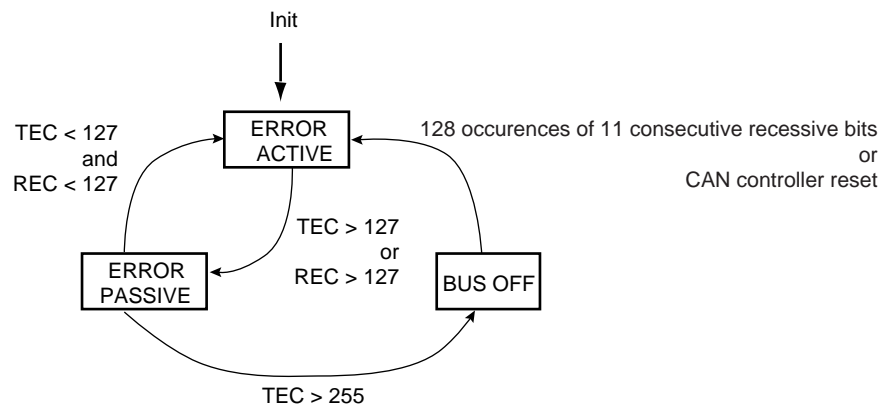 Init
TEC < 127
and
REC < 127
ERROR
ACTIVE
128 occurences of 11 consecutive recessive bits
or
CAN controller reset
TEC > 127
or
REC > 127
ERROR
PASSIVE
BUS OFF
TEC > 255